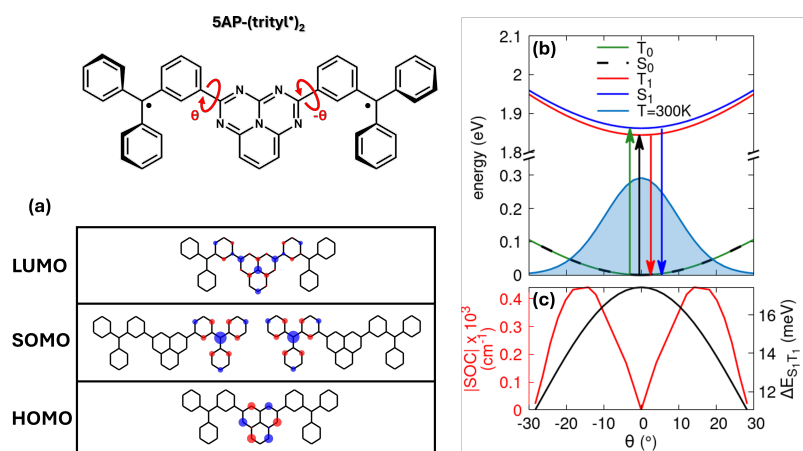 5AP-(trityl•)₂
θ
-θ
N N N N
N N
N
(a)
LUMO
SOMO
HOMO
(b)
T₀
S₀
T₁
S₁
T=300K
energy (eV)
2.1
2
1.9
1.8
0.3
0.2
0.1
0
(c)
|SOC| x 10³
(cm⁻¹)
0.4
0.3
0.2
0.1
0
16
14
12
ΔE_S₁T₁ (meV)
-30 -20 -10 0 10 20 30
θ (°)